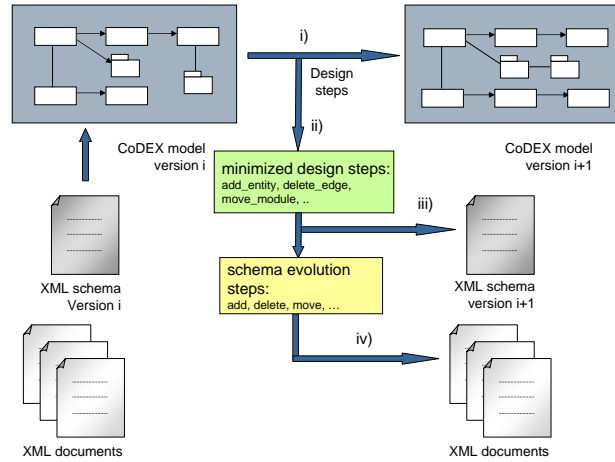 i)
Design
steps
ii)
CoDEX model
version i
CoDEX model
version i+1
minimized design steps:
add_entity, delete_edge,
move_module, ..
iii)
XML schema
Version i
schema evolution
steps:
add, delete, move, …
XML schema
version i+1
iv)
XML documents
XML documents